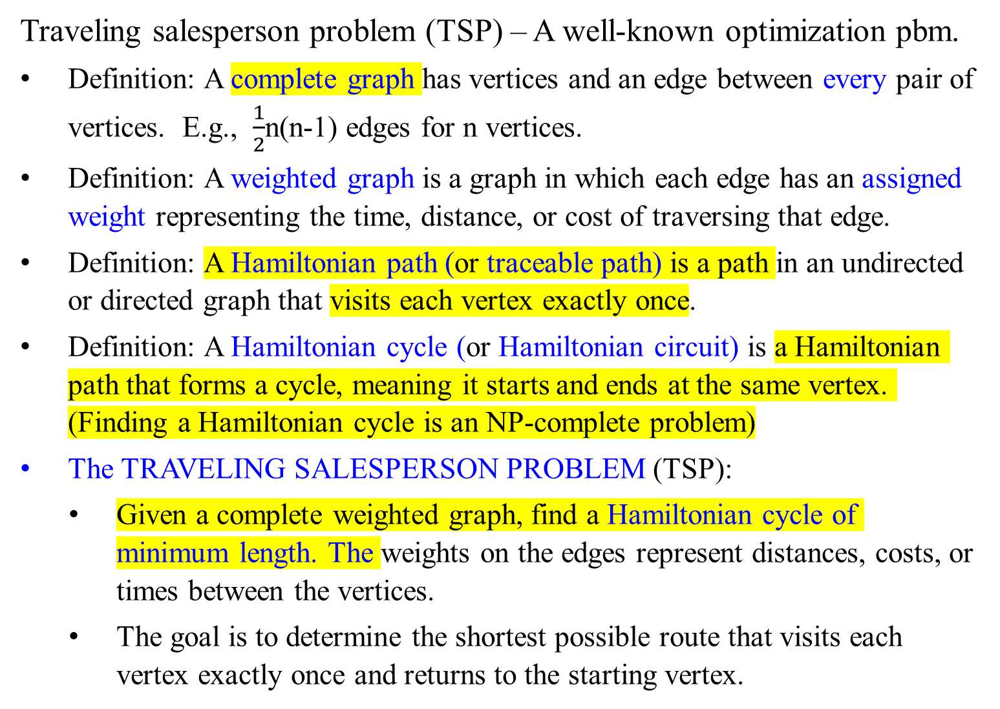 Traveling salesperson problem (TSP) – A well-known optimization pbm.
• Definition: A complete graph has vertices and an edge between every pair of
vertices. E.g., ½n(n-1) edges for n vertices.
• Definition: A weighted graph is a graph in which each edge has an assigned
weight representing the time, distance, or cost of traversing that edge.
• Definition: A Hamiltonian path (or traceable path) is a path in an undirected
or directed graph that visits each vertex exactly once.
• Definition: A Hamiltonian cycle (or Hamiltonian circuit) is a Hamiltonian
path that forms a cycle, meaning it starts and ends at the same vertex.
(Finding a Hamiltonian cycle is an NP-complete problem)
• The TRAVELING SALESPERSON PROBLEM (TSP):
• Given a complete weighted graph, find a Hamiltonian cycle of
minimum length. The weights on the edges represent distances, costs, or
times between the vertices.
• The goal is to determine the shortest possible route that visits each
vertex exactly once and returns to the starting vertex.